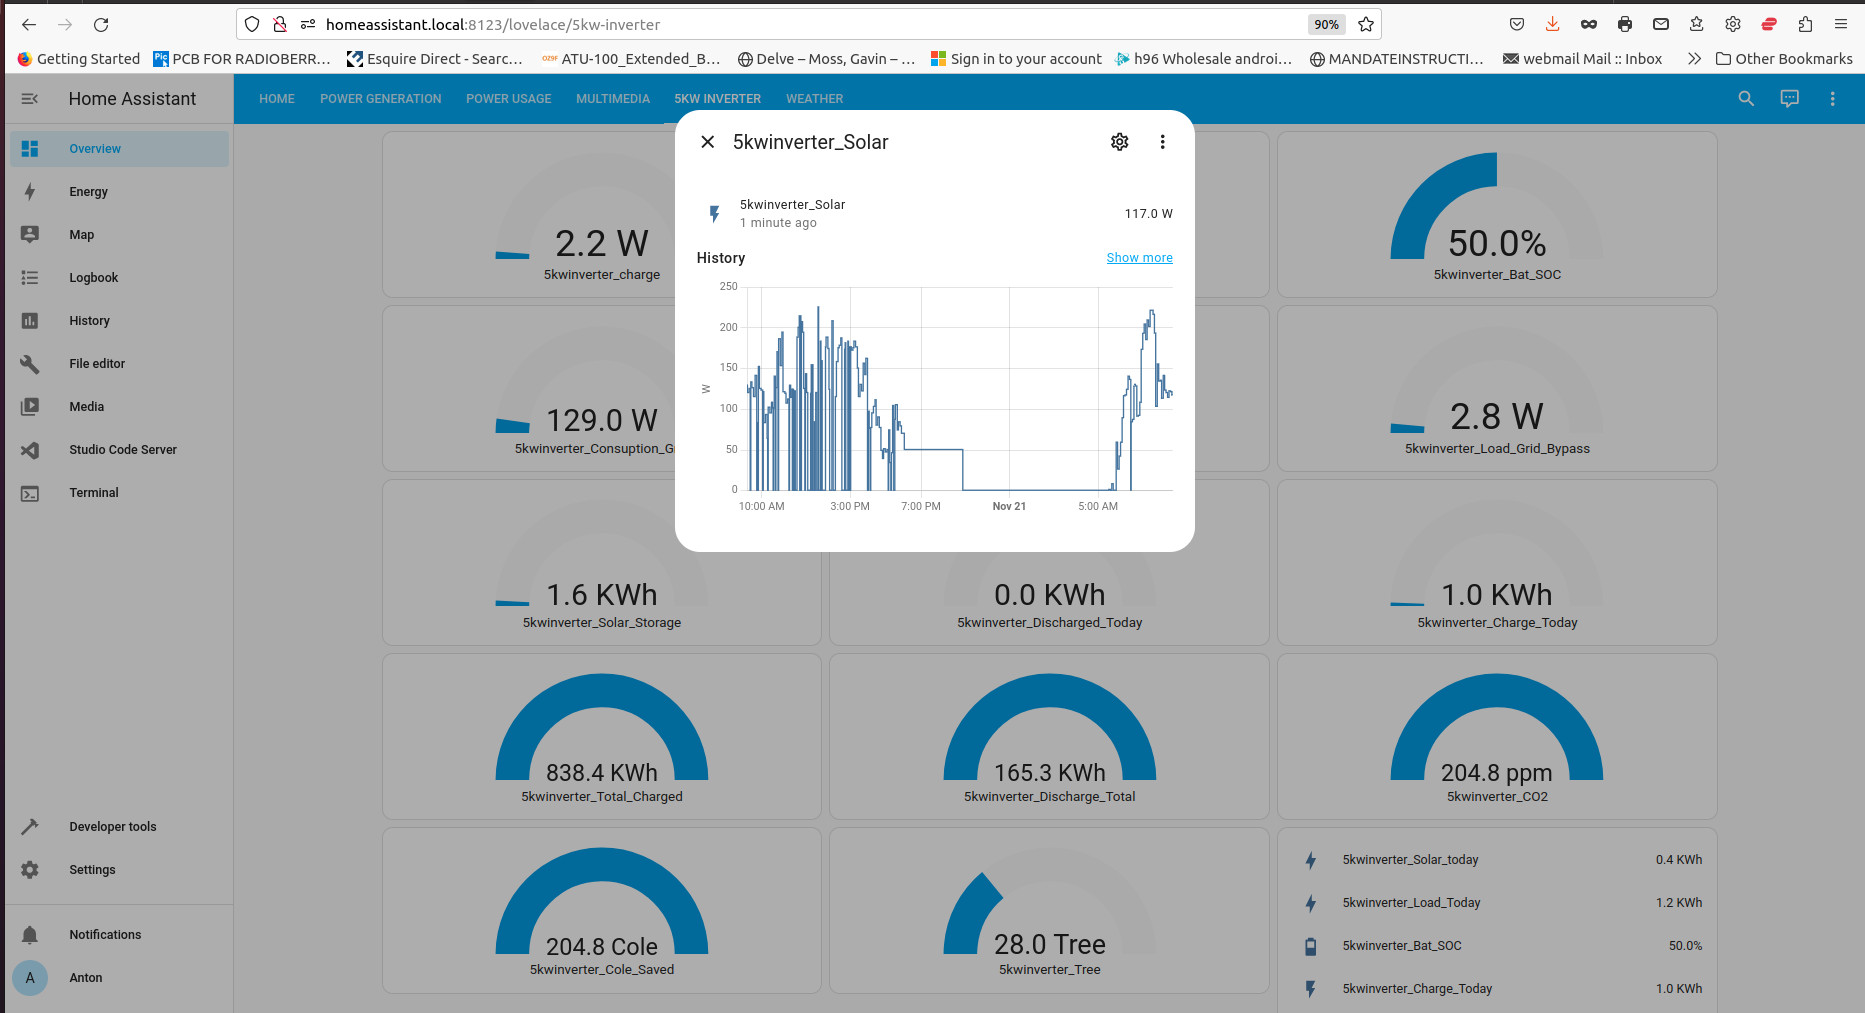 homeassistant.local:8123/lovelace/5kw-inverter
90%
Getting Started
PCB FOR RADIOBERR…
Esquire Direct - Searc…
ATU-100_Extended_B…
Delve – Moss, Gavin – …
Sign in to your account
h96 Wholesale androi…
MANDATEINSTRUCTI…
webmail Mail :: Inbox
Other Bookmarks
Home Assistant
HOME
POWER GENERATION
POWER USAGE
MULTIMEDIA
5KW INVERTER
WEATHER
Overview
Energy
Map
Logbook
History
File editor
Media
Studio Code Server
Terminal
Developer tools
Settings
Notifications
A
Anton
5kwinverter_Solar
5kwinverter_Solar
1 minute ago
117.0 W
History
Show more
W
250
200
150
100
50
0
10:00 AM
3:00 PM
7:00 PM
Nov 21
5:00 AM
2.2 W
5kwinverter_charge
50.0%
5kwinverter_Bat_SOC
129.0 W
5kwinverter_Consuption_G
2.8 W
5kwinverter_Load_Grid_Bypass
1.6 KWh
5kwinverter_Solar_Storage
0.0 KWh
5kwinverter_Discharged_Today
1.0 KWh
5kwinverter_Charge_Today
838.4 KWh
5kwinverter_Total_Charged
165.3 KWh
5kwinverter_Discharge_Total
204.8 ppm
5kwinverter_CO2
204.8 Cole
5kwinverter_Cole_Saved
28.0 Tree
5kwinverter_Tree
5kwinverter_Solar_today
0.4 KWh
5kwinverter_Load_Today
1.2 KWh
5kwinverter_Bat_SOC
50.0%
5kwinverter_Charge_Today
1.0 KWh